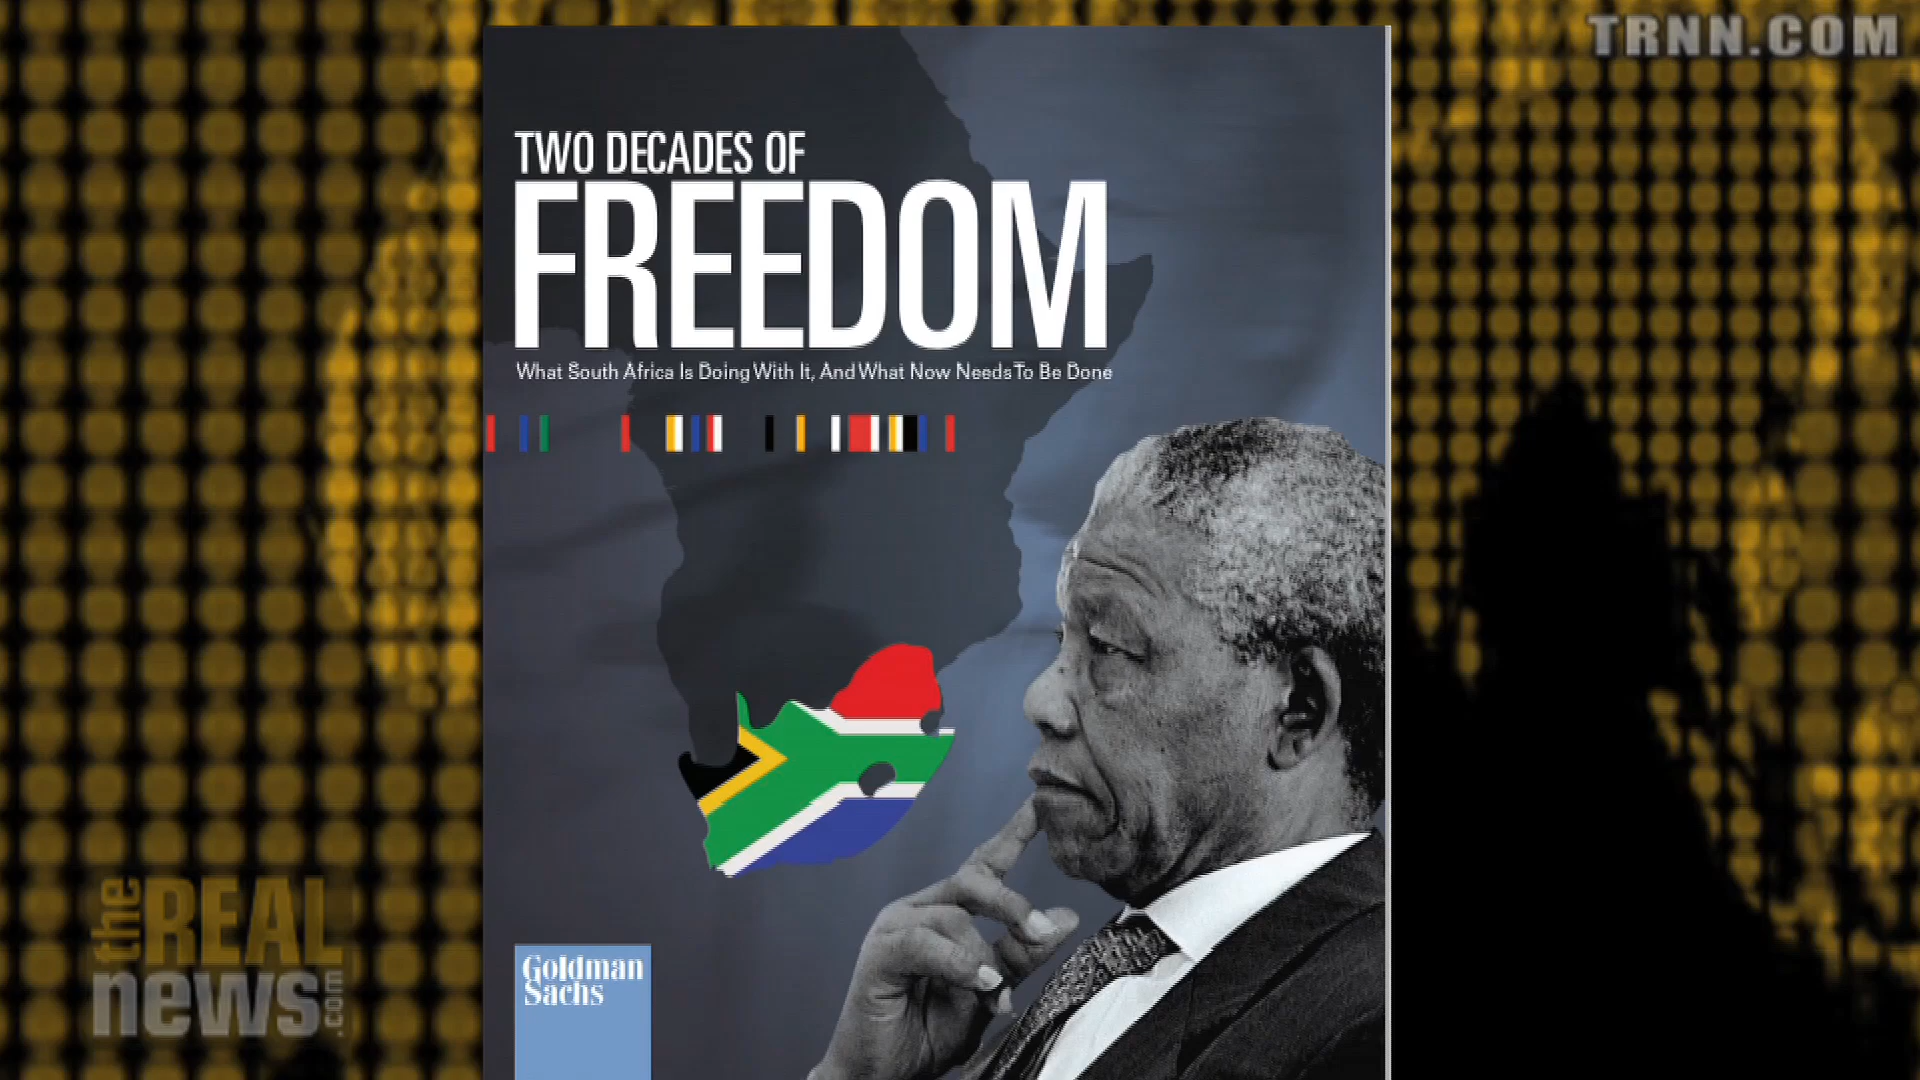 TRNN.COM
TWO DECADES OF
FREEDOM
What South Africa Is Doing With It, And What Now Needs To Be Done
Goldman
Sachs
the REAL
news.com